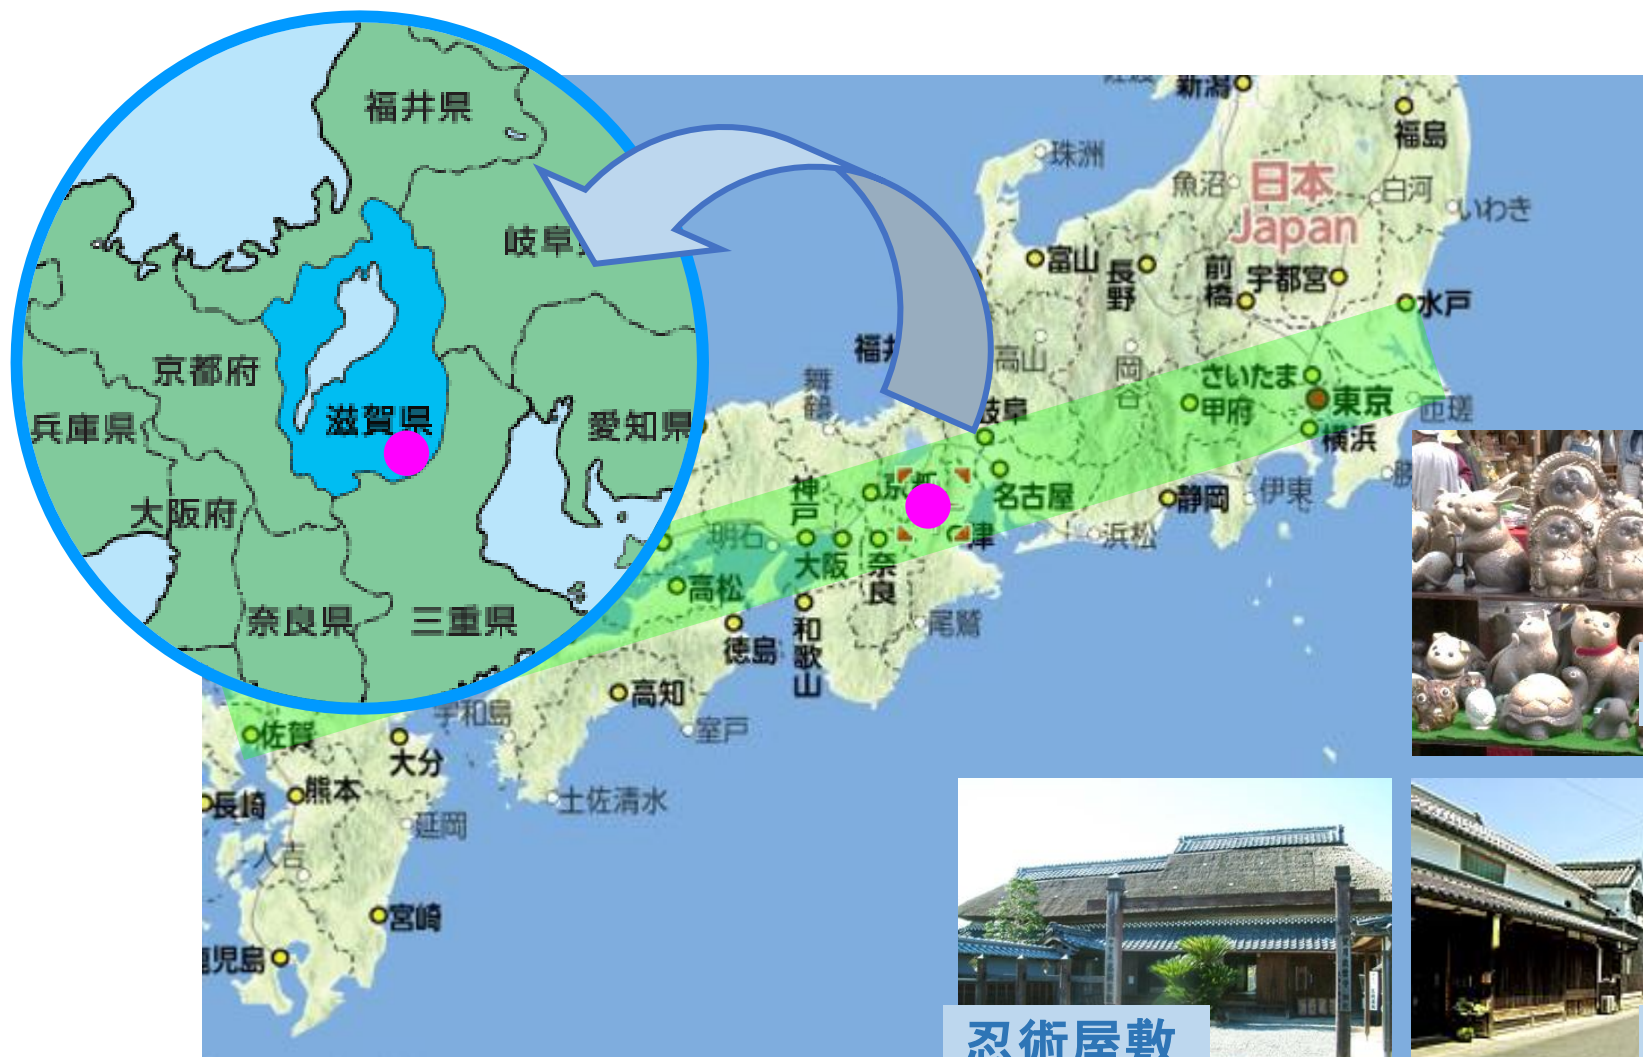 福井県
岐阜
京都府
滋賀県
兵庫県
愛知県
大阪府
奈良県
三重県
新潟
福島
珠洲
魚沼
日本
Japan
白河
いわき
富山
長野
前橋
宇都宮
水戸
福井
高山
岡谷
さいたま
甲府
東京
横浜
匝瑳
舞鶴
岐阜
名古屋
静岡
伊東
浜松
京都
津
神戸
明石
大阪
奈良
高松
和歌山
尾鷲
徳島
高知
室戸
宇和島
佐賀
大分
土佐清水
長崎
熊本
延岡
人吉
宮崎
児島
忍術屋敷